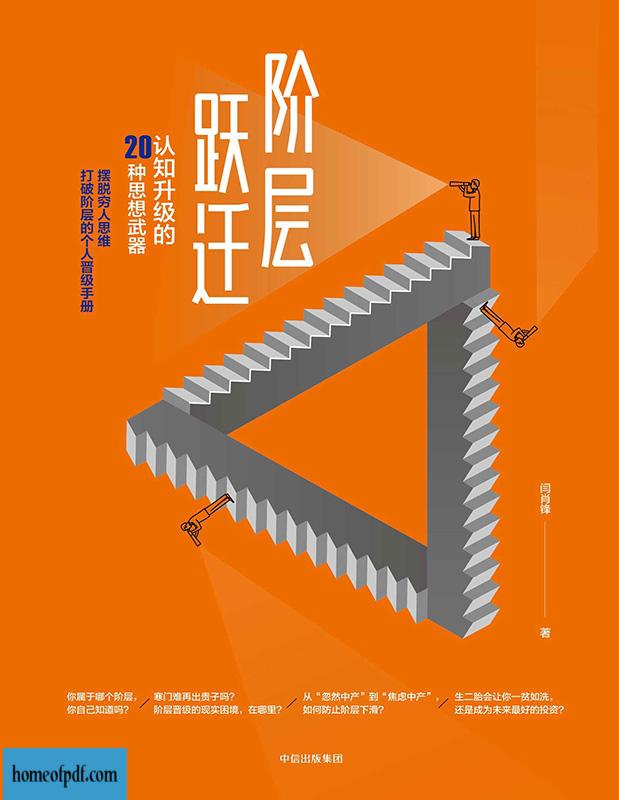 阶层
跃迁
认知升级的
20种思想武器
摆脱穷人思维
打破阶层的个人晋级手册
闫肖锋
著
你属于哪个阶层，
你自己知道吗？
寒门难再出贵子吗？
阶层晋级的现实困境，在哪里？
从“忽然中产”到“焦虑中产”，
如何防止阶层下滑？
生二胎会让你一贫如洗，
还是成为未来最好的投资？
中信出版集团
homeofpdf.com